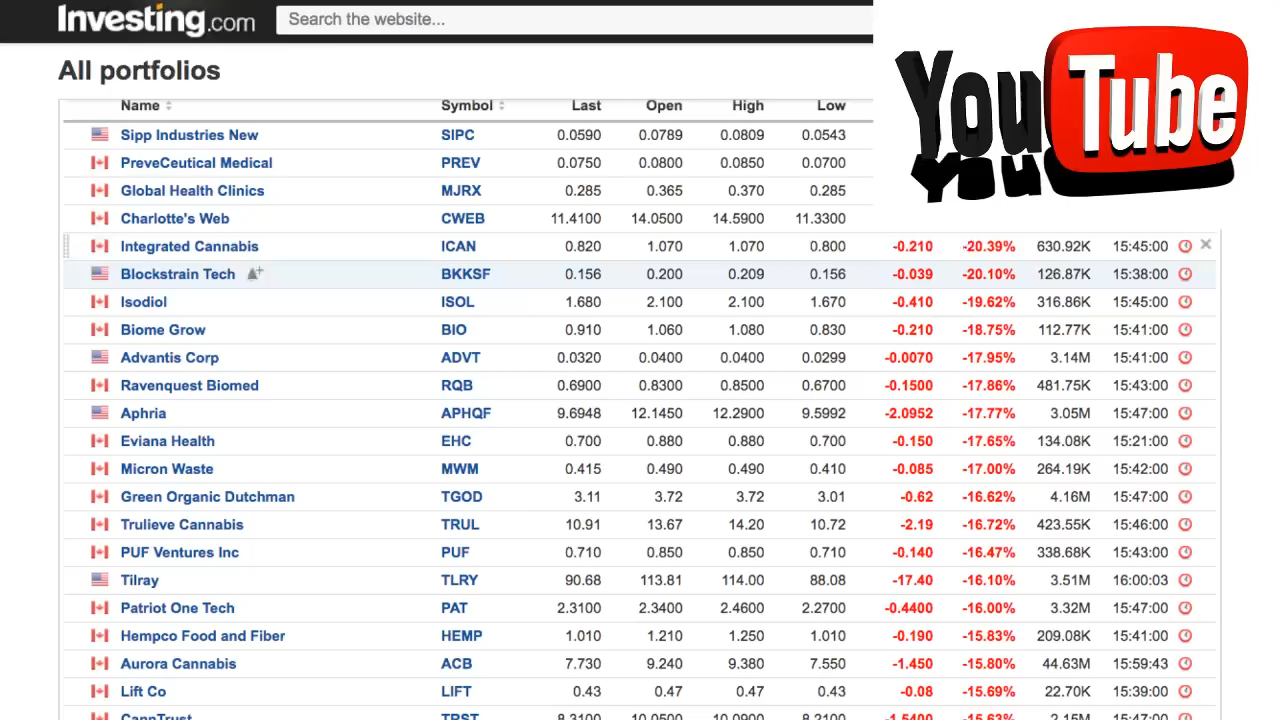 Investing.com Search the website...
YouTube
All portfolios
Name Symbol Last Open High Low
Sipp Industries New SIPC 0.0590 0.0789 0.0809 0.0543
PreveCeutical Medical PREV 0.0750 0.0800 0.0850 0.0700
Global Health Clinics MJRX 0.285 0.365 0.370 0.285
Charlotte's Web CWEB 11.4100 14.0500 14.5900 11.3300
Integrated Cannabis ICAN 0.820 1.070 1.070 0.800 -0.210 -20.39% 630.92K 15:45:00
Blockstrain Tech BKKSF 0.156 0.200 0.209 0.156 -0.039 -20.10% 126.87K 15:38:00
Isodiol ISOL 1.680 2.100 2.100 1.670 -0.410 -19.62% 316.86K 15:45:00
Biome Grow BIO 0.910 1.060 1.080 0.830 -0.210 -18.75% 112.77K 15:41:00
Advantis Corp ADVT 0.0320 0.0400 0.0400 0.0299 -0.0070 -17.95% 3.14M 15:41:00
Ravenquest Biomed RQB 0.6900 0.8300 0.8500 0.6700 -0.1500 -17.86% 481.75K 15:43:00
Aphria APHQF 9.6948 12.1450 12.2900 9.5992 -2.0952 -17.77% 3.05M 15:47:00
Eviana Health EHC 0.700 0.880 0.880 0.700 -0.150 -17.65% 134.08K 15:21:00
Micron Waste MWM 0.415 0.490 0.490 0.410 -0.085 -17.00% 264.19K 15:42:00
Green Organic Dutchman TGOD 3.11 3.72 3.72 3.01 -0.62 -16.62% 4.16M 15:47:00
Trulieve Cannabis TRUL 10.91 13.67 14.20 10.72 -2.19 -16.72% 423.55K 15:46:00
PUF Ventures Inc PUF 0.710 0.850 0.850 0.710 -0.140 -16.47% 338.68K 15:43:00
Tilray TLRY 90.68 113.81 114.00 88.08 -17.40 -16.10% 3.51M 16:00:03
Patriot One Tech PAT 2.3100 2.3400 2.4600 2.2700 -0.4400 -16.00% 3.32M 15:47:00
Hempco Food and Fiber HEMP 1.010 1.210 1.250 1.010 -0.190 -15.83% 209.08K 15:41:00
Aurora Cannabis ACB 7.730 9.240 9.380 7.550 -1.450 -15.80% 44.63M 15:59:43
Lift Co LIFT 0.43 0.47 0.47 0.43 -0.08 -15.69% 22.70K 15:39:00
CannTrust TRST 8.3100 10.0500 10.0900 8.2100 -1.5400 -15.63% 2.15M 15:47:00